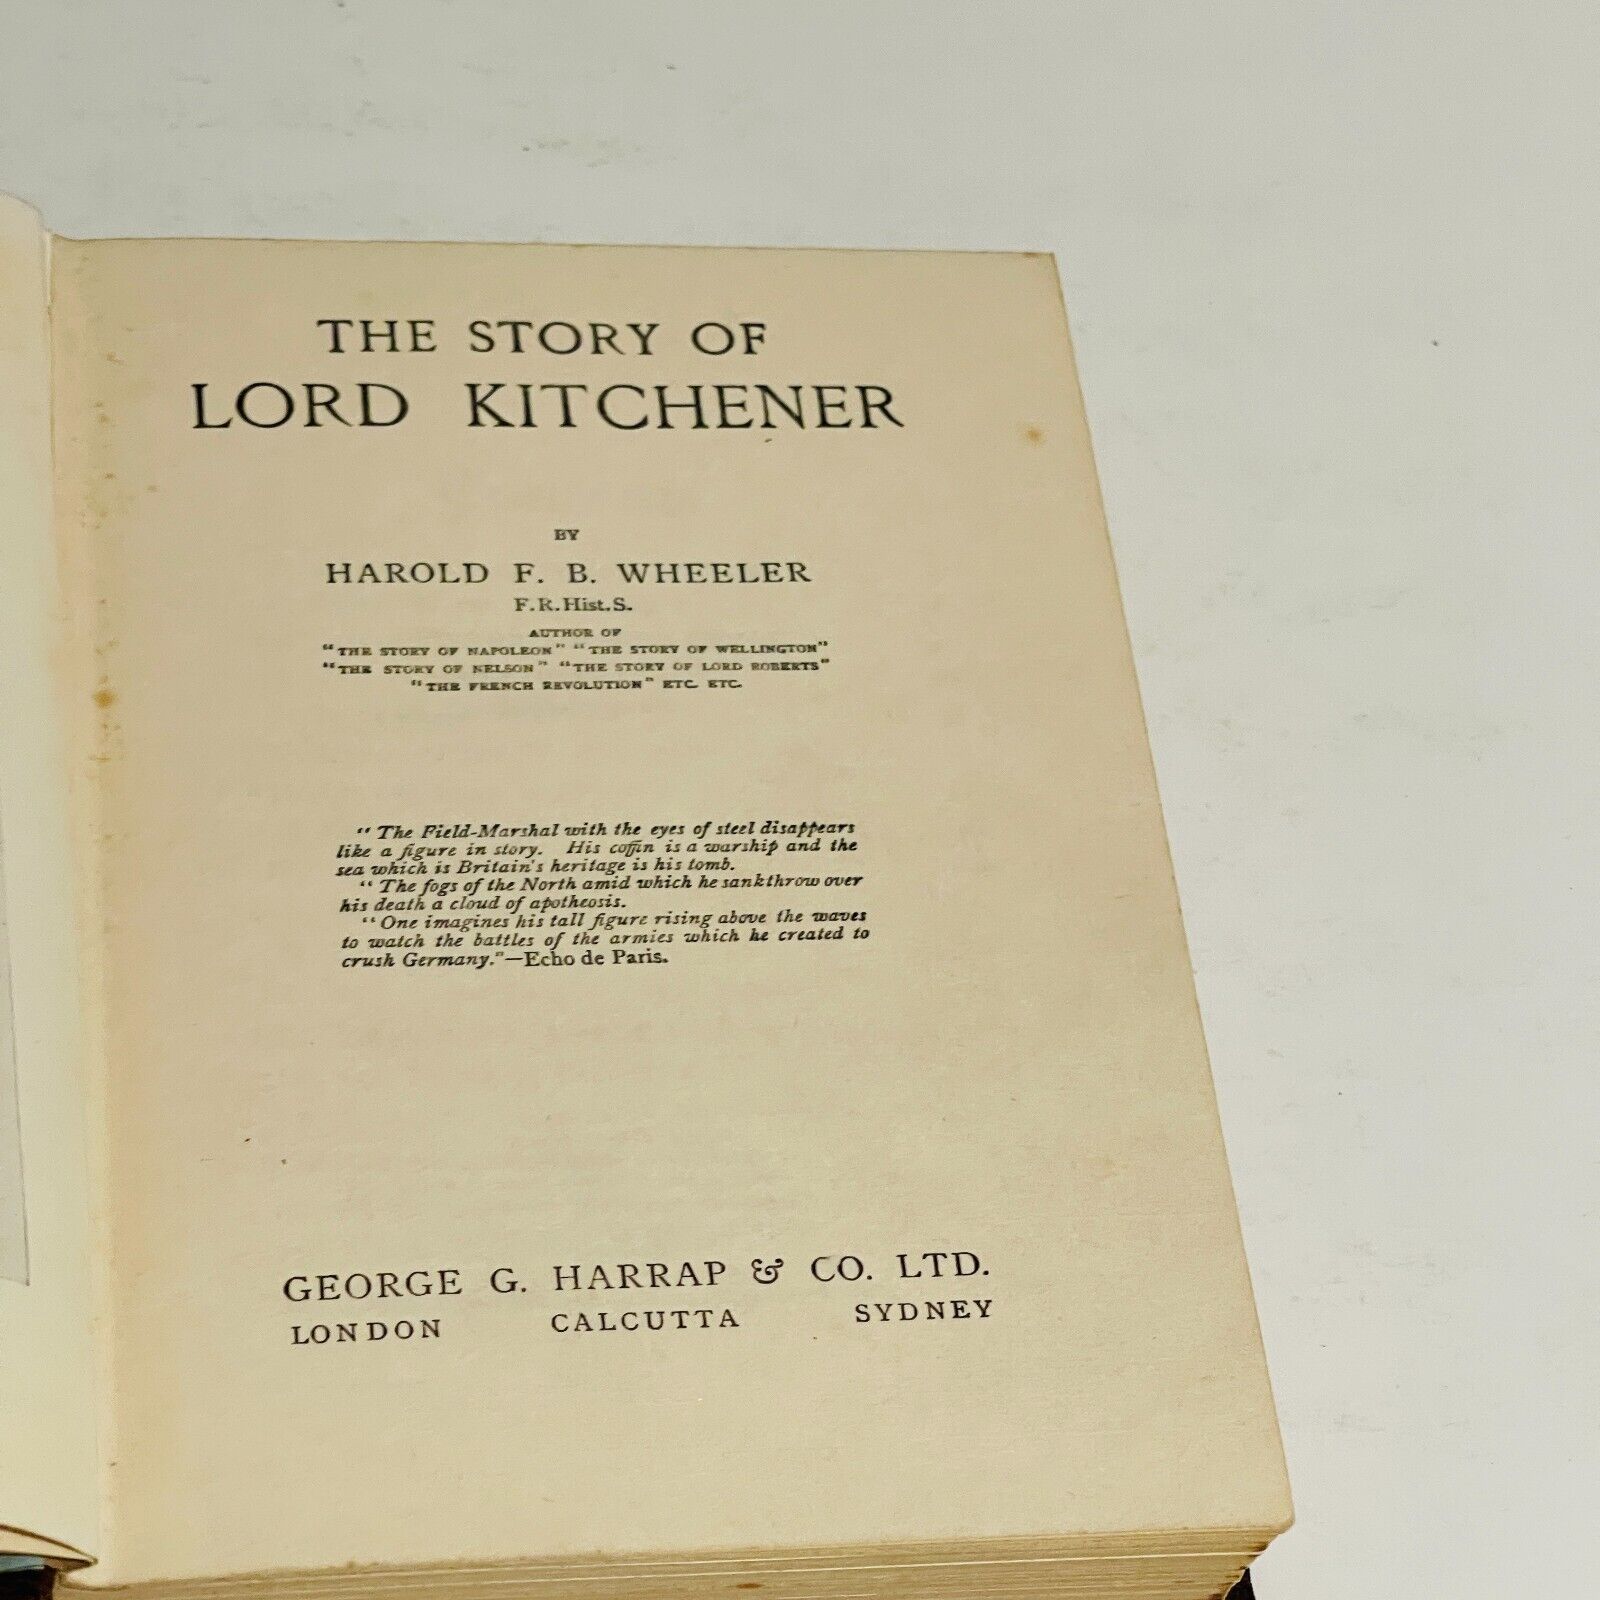 THE STORY OF
LORD KITCHENER
BY
HAROLD F. B. WHEELER
F.R.Hist.S.
AUTHOR OF
"THE STORY OF NAPOLEON" "THE STORY OF WELLINGTON"
"THE STORY OF NELSON" "THE STORY OF LORD ROBERTS"
"THE FRENCH REVOLUTION" ETC. ETC.
"The Field-Marshal with the eyes of steel disappears
like a figure in story. His coffin is a warship and the
sea which is Britain's heritage is his tomb.
"The fogs of the North amid which he sank throw over
his death a cloud of apotheosis.
"One imagines his tall figure rising above the waves
to watch the battles of the armies which he created to
crush Germany."—Echo de Paris.
GEORGE G. HARRAP & CO. LTD.
LONDON CALCUTTA SYDNEY